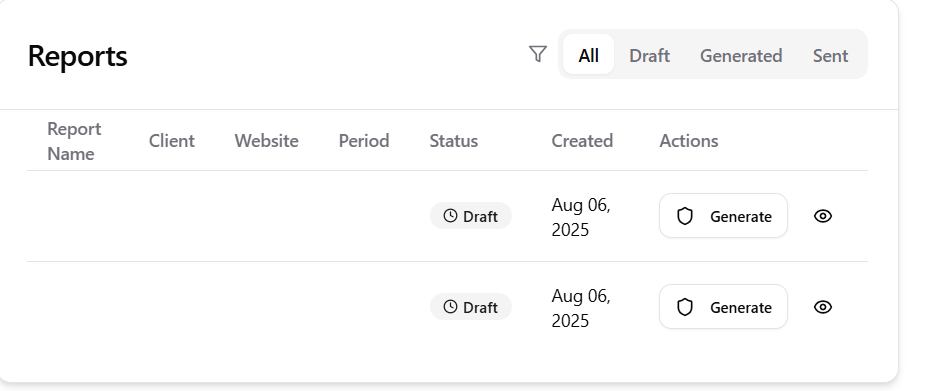 Reports
All Draft Generated Sent
Report Name Client Website Period Status Created Actions
Draft Aug 06, 2025 Generate
Draft Aug 06, 2025 Generate